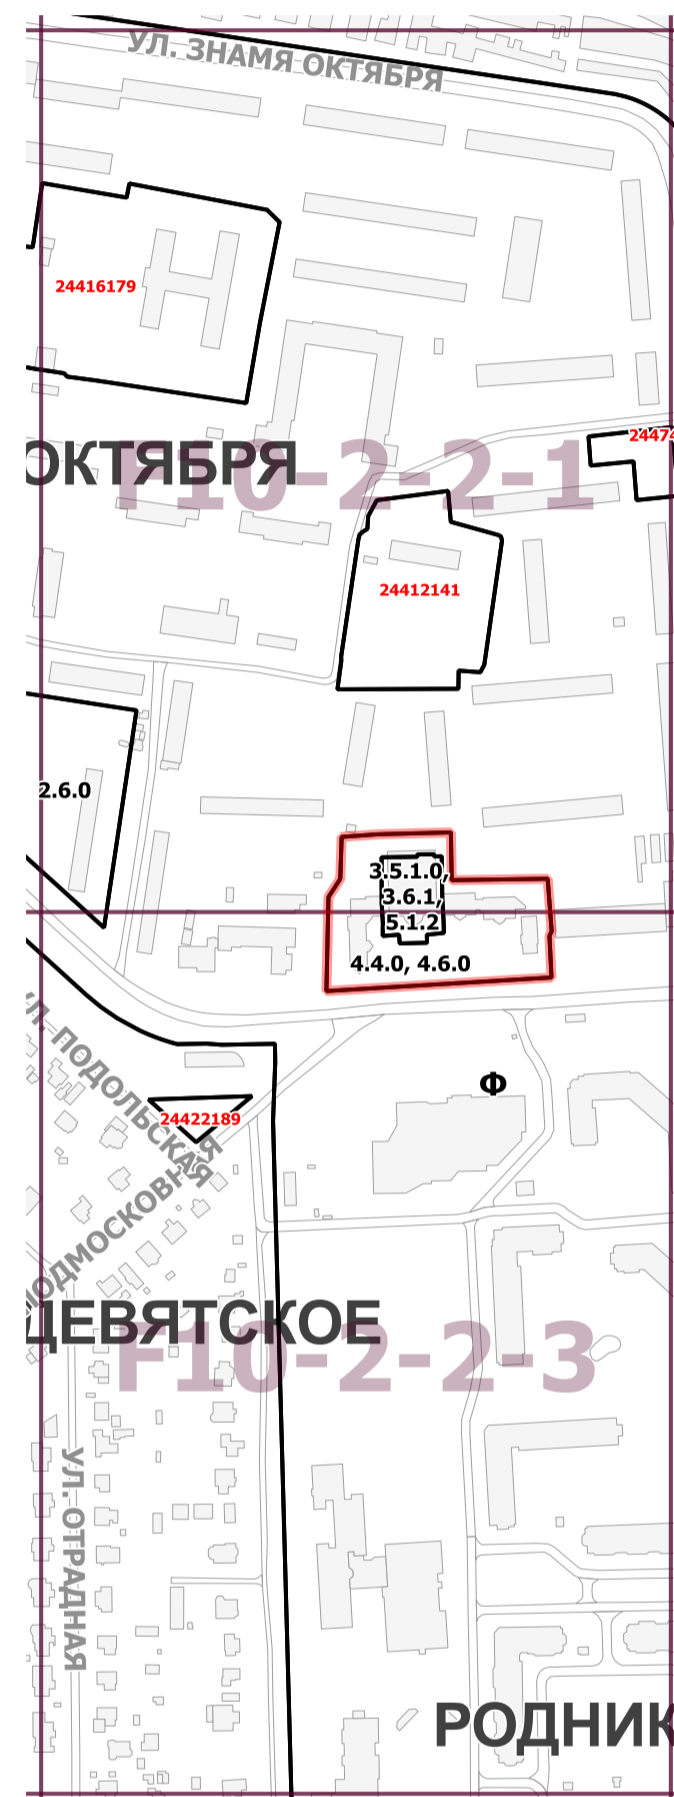 УЛ. ЗНАМЯ ОКТЯБРЯ
24416179
ОКТЯБРЯ
F10-2-2-1
24474
24412141
2.6.0
3.5.1.0,
3.6.1,
5.1.2
4.4.0, 4.6.0
УЛ. ПОДОЛЬСКАЯ
Ф
24422189
ПОДМОСКОВНАЯ
ДЕВЯТСКОЕ
F10-2-2-3
УЛ. ОТРАДНАЯ
РОДНИК